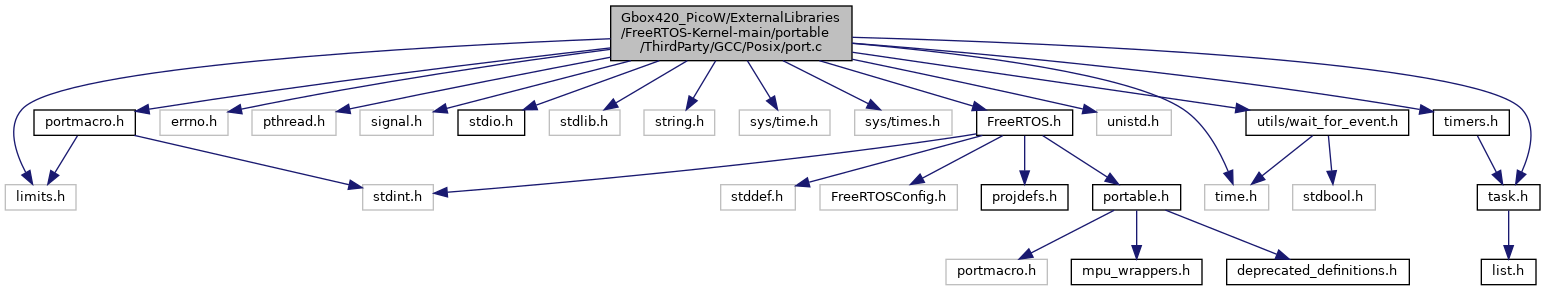 Gbox420_PicoW/ExternalLibraries
/FreeRTOS-Kernel-main/portable
/ThirdParty/GCC/Posix/port.c
portmacro.h
errno.h
pthread.h
signal.h
stdio.h
stdlib.h
string.h
sys/time.h
sys/times.h
FreeRTOS.h
unistd.h
utils/wait_for_event.h
timers.h
limits.h
stdint.h
stddef.h
FreeRTOSConfig.h
projdefs.h
portable.h
time.h
stdbool.h
task.h
portmacro.h
mpu_wrappers.h
deprecated_definitions.h
list.h